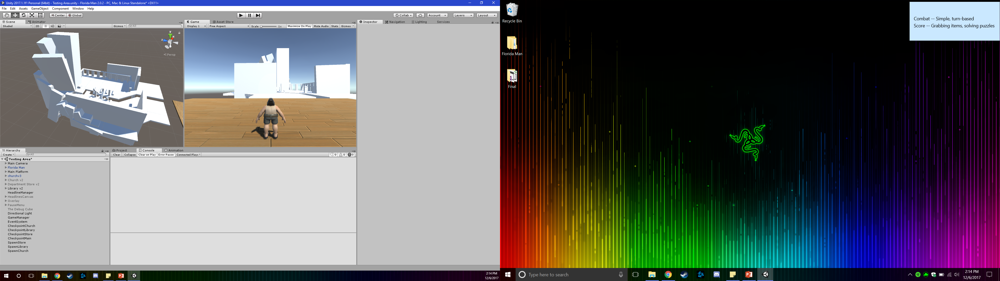 Unity 2017.1.1f1 Personal (64bit) - Testing Area.unity - Florida Man 2.0.2 - PC, Mac & Linux Standalone* <DX11>
File Edit Assets GameObject Component Window Help
Center Global
Collab Account Layers Layout
Scene Animator
Shaded 2D Gizmos All
y
x
z
Persp
Game Asset Store
Display 1 Free Aspect Scale 1x Maximize On Play Mute Audio Stats Gizmos
Inspector Navigation Lighting Services
Hierarchy
Create All
Testing Area*
Main Camera
Florida Man
Main Platform
churchv3
Church v2
Department Store v2
Library v2
HeadlineManager
HeadlinesCanvas
Overlay
PauseMenu
The Debug Cube
Directional Light
GameManager
EventSystem
CheckpointChurch
CheckpointLibrary
CheckpointStore
CheckpointMain
SpawnStore
SpawnLibrary
SpawnChurch
Project Console Animation
Clear Collapse Clear on Play Error Pause Connected Player
0 0 0
2:14 PM
12/6/2017
Recycle Bin
Florida Man
Final
Combat -- Simple, turn-based
Score -- Grabbing items, solving puzzles
Type here to search
2:14 PM
12/6/2017